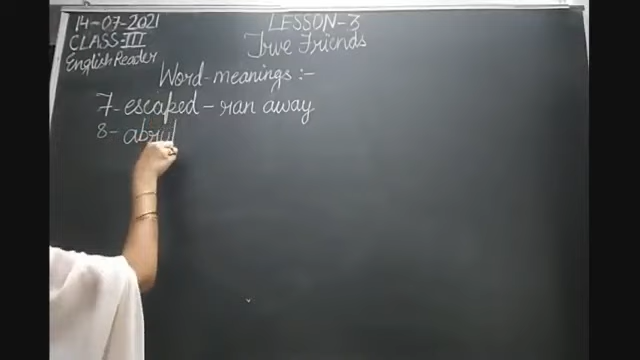 14-07-2021
LESSON-3
CLASS-III
True Friends
English Reader
Word-meanings :-
7- escaped - ran away
8-